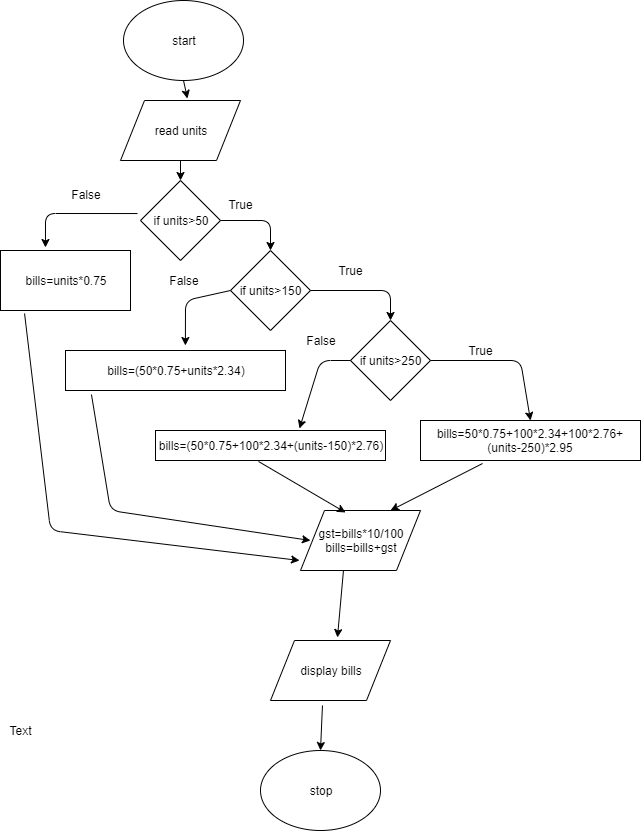 start
read units
False
True
if units>50
bills=units*0.75
False
True
if units>150
False
True
if units>250
bills=(50*0.75+units*2.34)
bills=(50*0.75+100*2.34+(units-150)*2.76)
bills=50*0.75+100*2.34+100*2.76+
(units-250)*2.95
gst=bills*10/100
bills=bills+gst
display bills
Text
stop